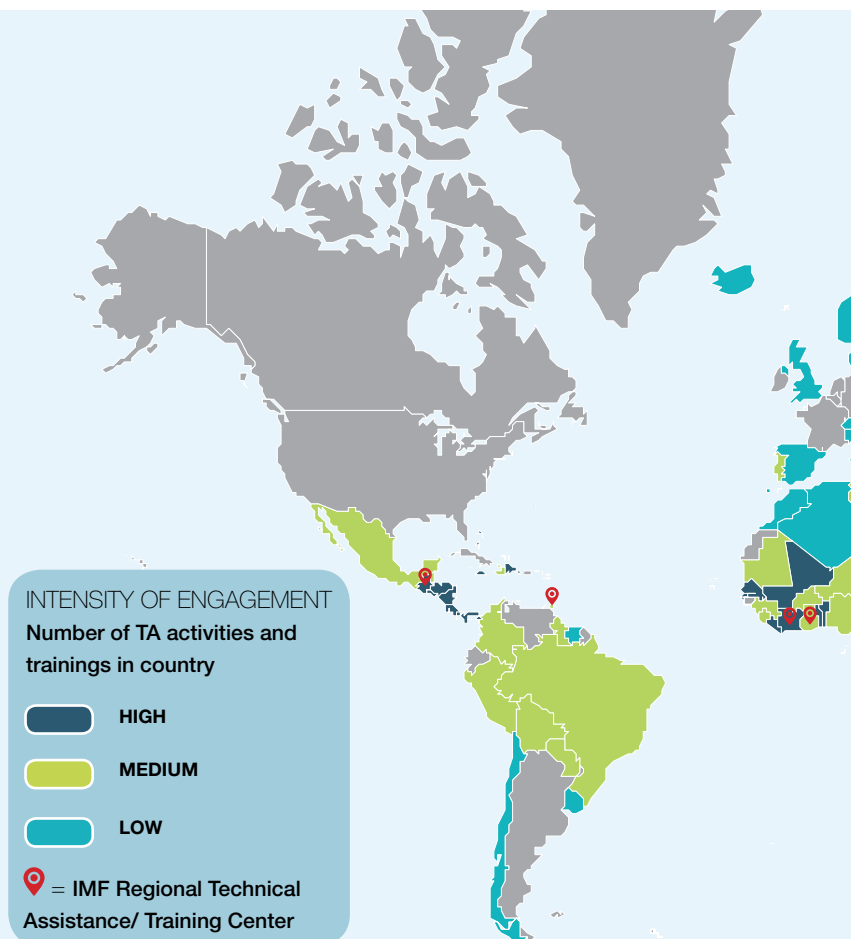 INTENSITY OF ENGAGEMENT
Number of TA activities and
trainings in country
HIGH
MEDIUM
LOW
= IMF Regional Technical
Assistance/ Training Center